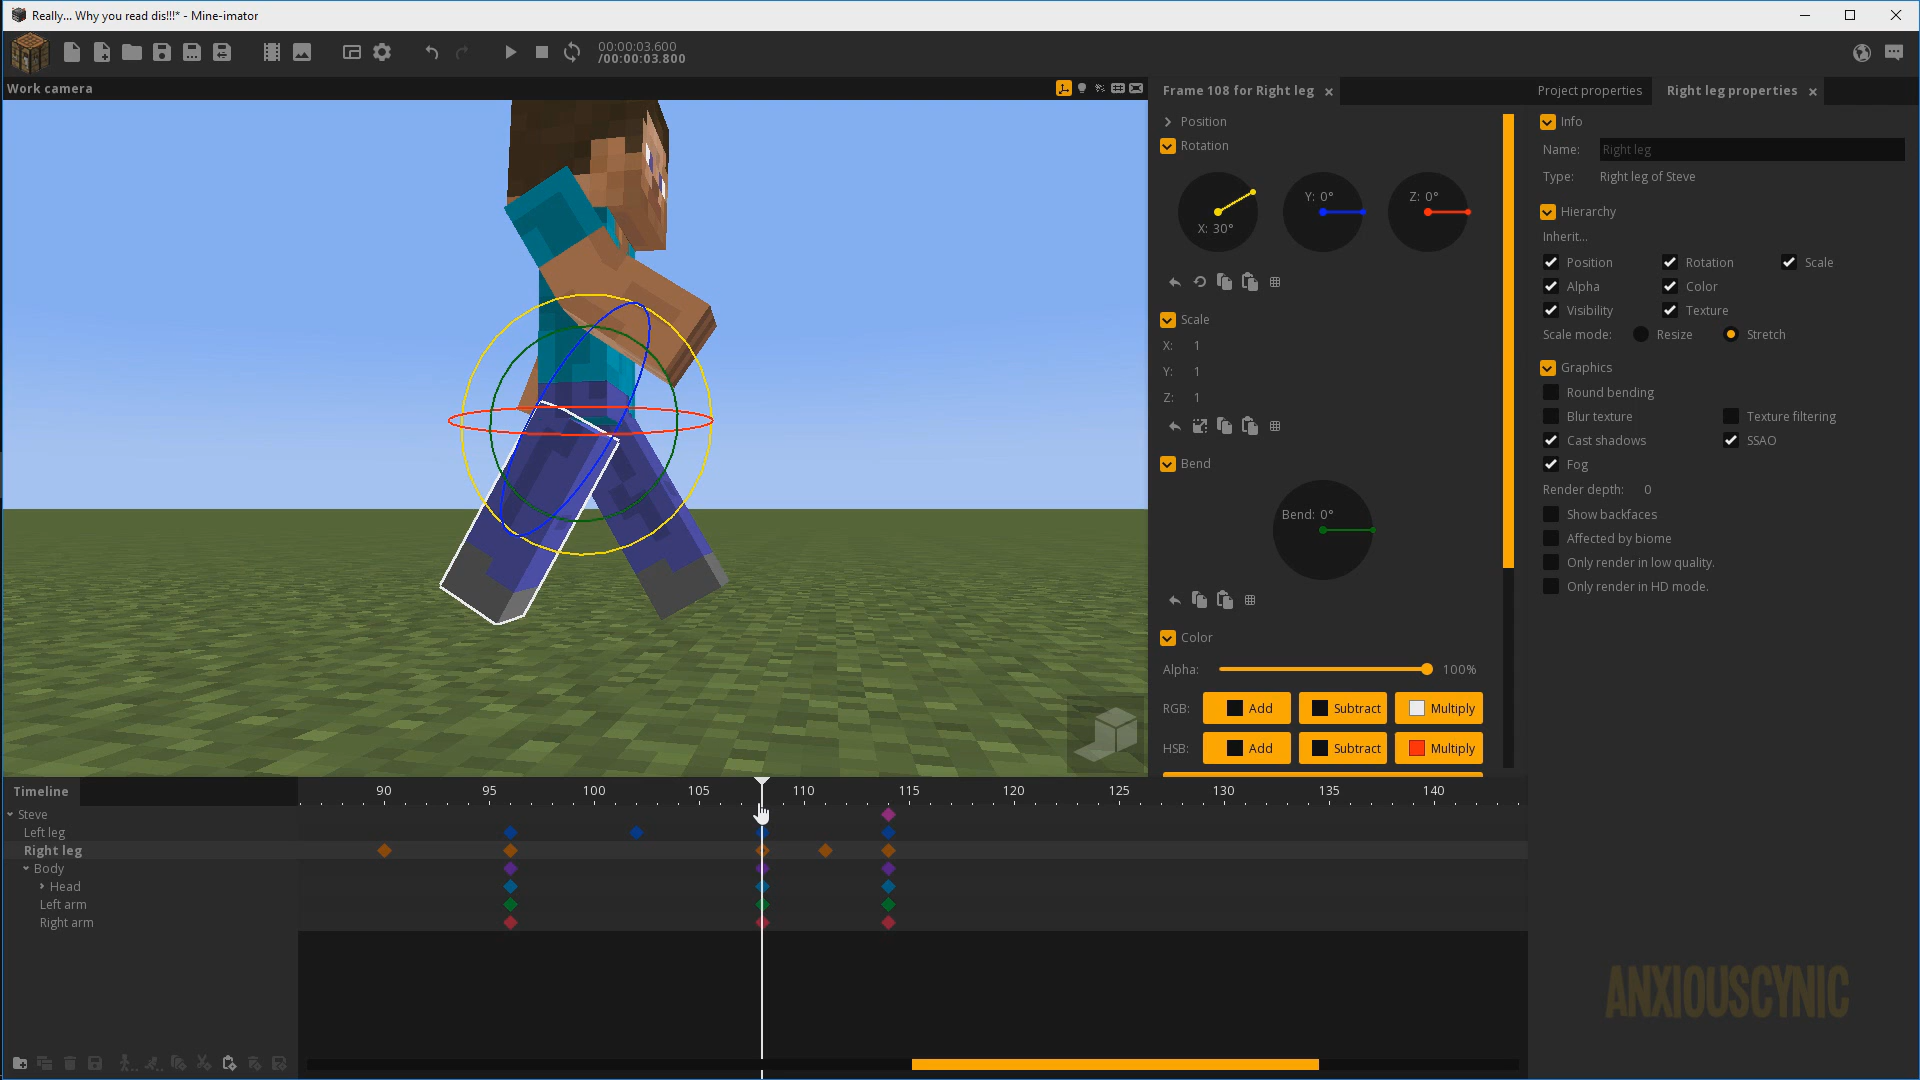 Really... Why you read dis!!!* - Mine-imator
00:00:03.600
/00:00:03.800
Work camera
Frame 108 for Right leg
Position
Rotation
X: 30°
Y: 0°
Z: 0°
Scale
X: 1
Y: 1
Z: 1
Bend
Bend: 0°
Color
Alpha: 100%
RGB: Add Subtract Multiply
HSB: Add Subtract Multiply
Project properties Right leg properties
Info
Name: Right leg
Type: Right leg of Steve
Hierarchy
Inherit...
Position Rotation Scale
Alpha Color
Visibility Texture
Scale mode: Resize Stretch
Graphics
Round bending
Blur texture Texture filtering
Cast shadows SSAO
Fog
Render depth: 0
Show backfaces
Affected by biome
Only render in low quality.
Only render in HD mode.
Timeline
90 95 100 105 110 115 120 125 130 135 140
Steve
Left leg
Right leg
Body
Head
Left arm
Right arm
ANXIOUSCYNIC